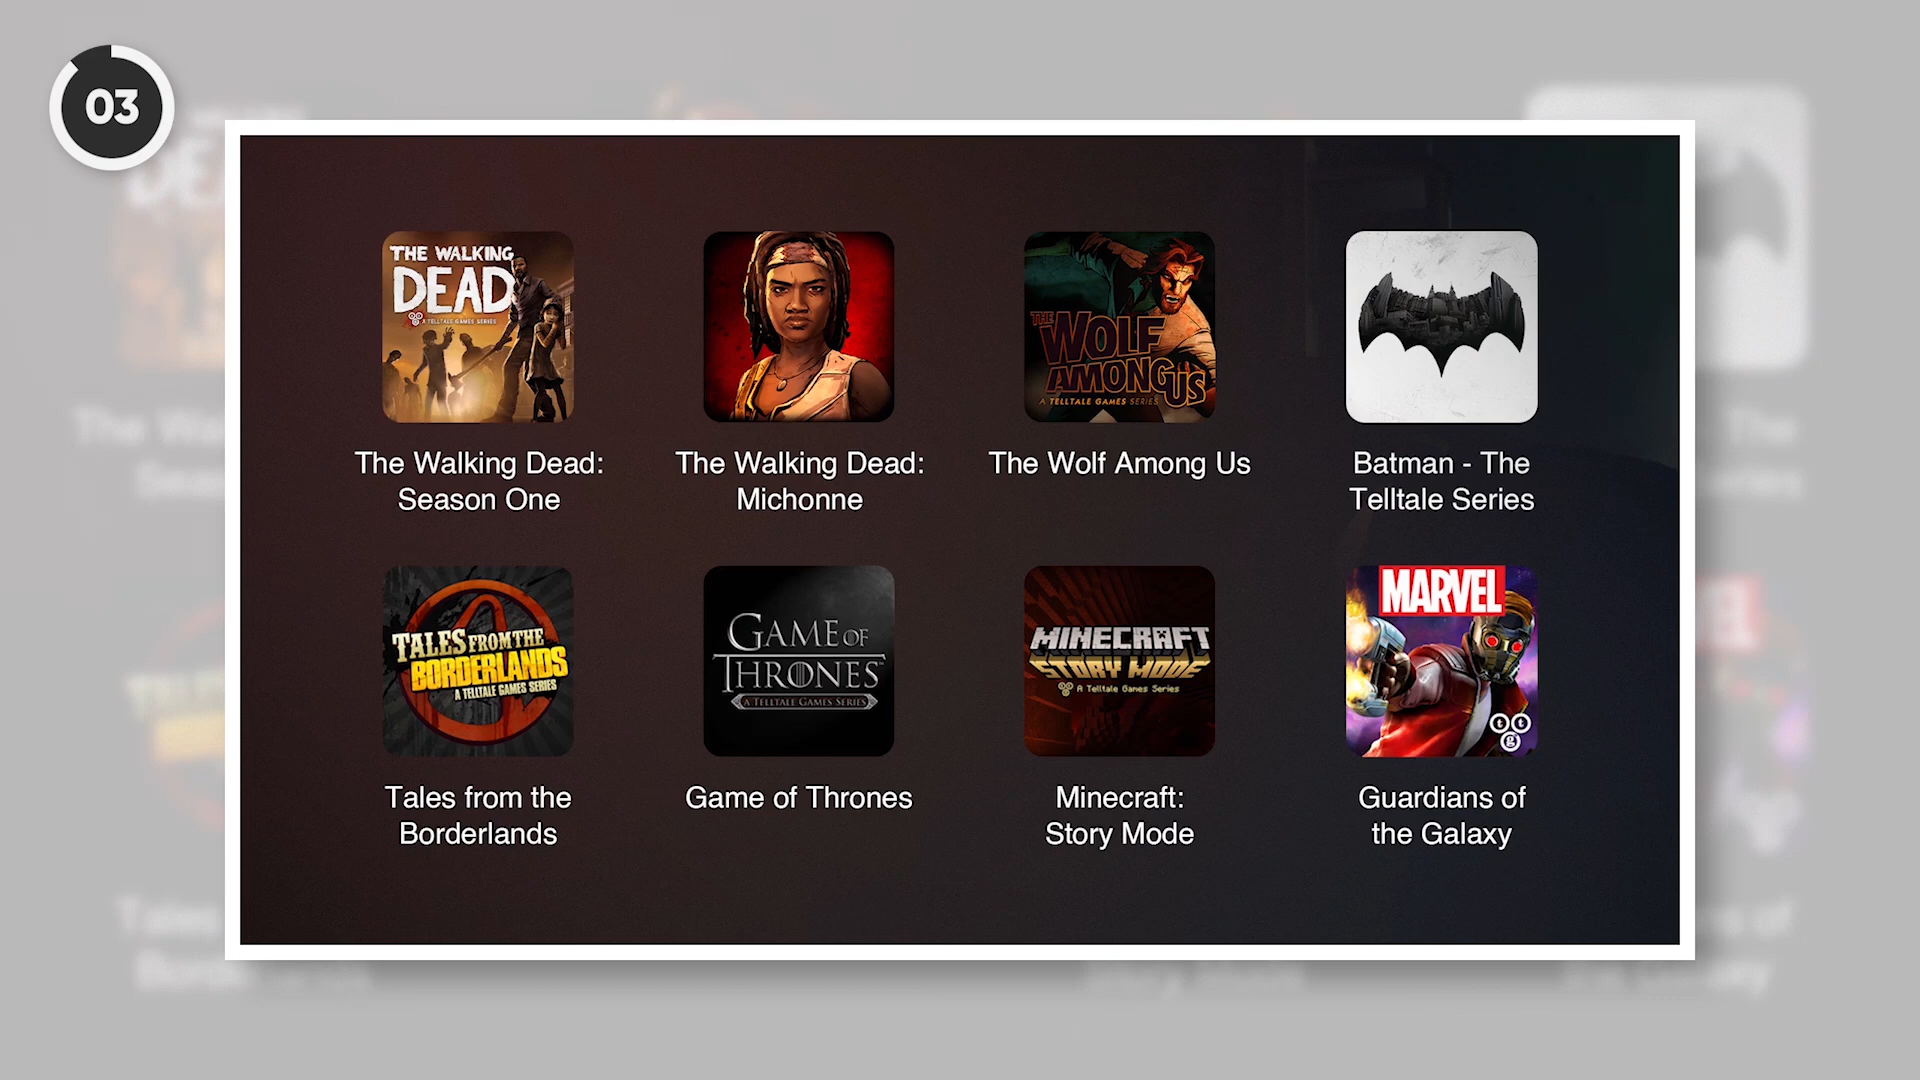 03
THE WALKING
DEAD
A TELLTALE GAMES SERIES
THE
WOLF
AMONG US
A TELLTALE GAMES SERIES
The Walking Dead:
Season One
The Walking Dead:
Michonne
The Wolf Among Us
Batman - The
Telltale Series
TALES FROM THE
BORDERLANDS
A TELLTALE GAMES SERIES
GAME OF
THRONES
A TELLTALE GAMES SERIES
MINECRAFT
STORY MODE
A Telltale Games Series
MARVEL
t t
g
Tales from the
Borderlands
Game of Thrones
Minecraft:
Story Mode
Guardians of
the Galaxy